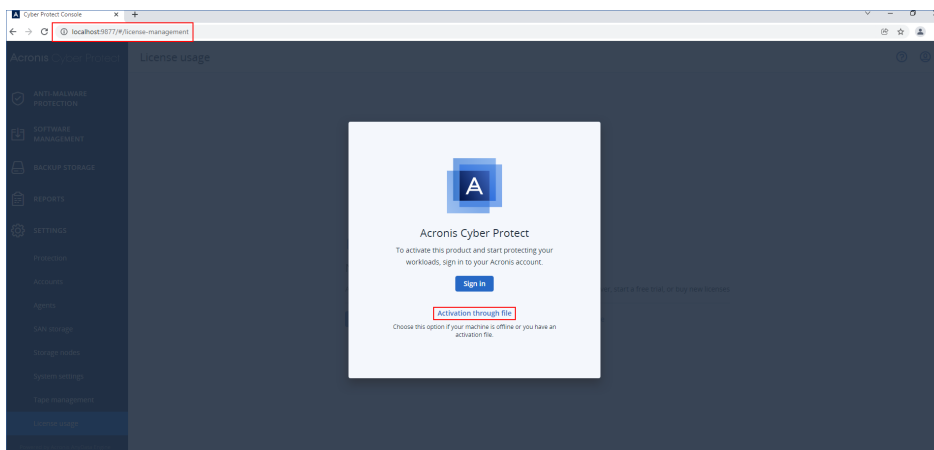 Cyber Protect Console
localhost:9877/#/license-management
Acronis Cyber Protect
License usage
ANTI-MALWARE
PROTECTION
SOFTWARE
MANAGEMENT
BACKUP STORAGE
REPORTS
SETTINGS
Protection
Accounts
Agents
SAN storage
Storage nodes
System settings
Tape management
License usage
A
Acronis Cyber Protect
To activate this product and start protecting your
workloads, sign in to your Acronis account.
Sign in
Activation through file
Choose this option if your machine is offline or you have an
activation file.